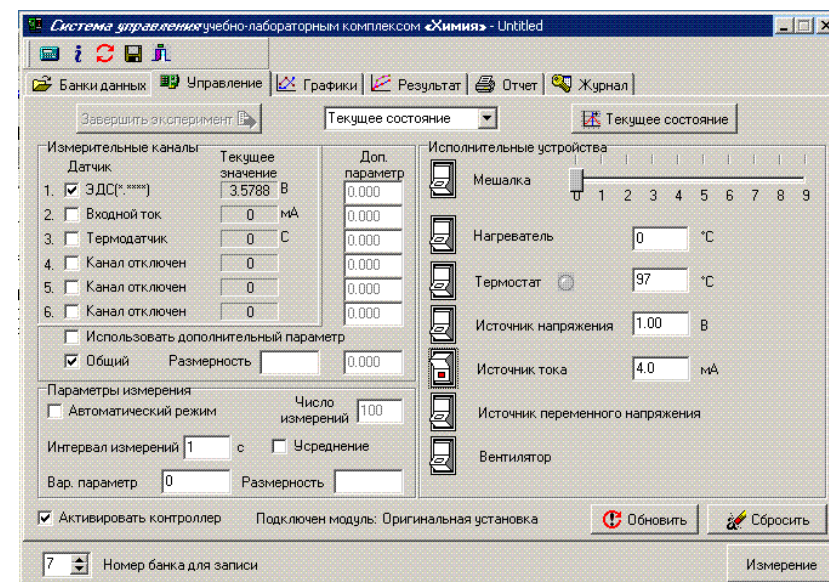 Система управления учебно-лабораторным комплексом «Химия» - Untitled
Банки данных Управление Графики Результат Отчет Журнал
Завершить эксперимент Текущее состояние Текущее состояние
Измерительные каналы
Датчик Текущее значение Доп. параметр
1. ЭДС(*.****) 3.5788 В 0.000
2. Входной ток 0 мА 0.000
3. Термодатчик 0 С 0.000
4. Канал отключен 0 0.000
5. Канал отключен 0 0.000
6. Канал отключен 0 0.000
Использовать дополнительный параметр
Общий Размерность 0.000
Параметры измерения
Автоматический режим Число измерений 100
Интервал измерений 1 с Усреднение
Вар. параметр 0 Размерность
Исполнительные устройства
Мешалка
0 1 2 3 4 5 6 7 8 9
Нагреватель 0 °C
Термостат 97 °C
Источник напряжения 1.00 В
Источник тока 4.0 мА
Источник переменного напряжения
Вентилятор
Активировать контроллер Подключен модуль: Оригинальная установка Обновить Сбросить
7 Номер банка для записи Измерение